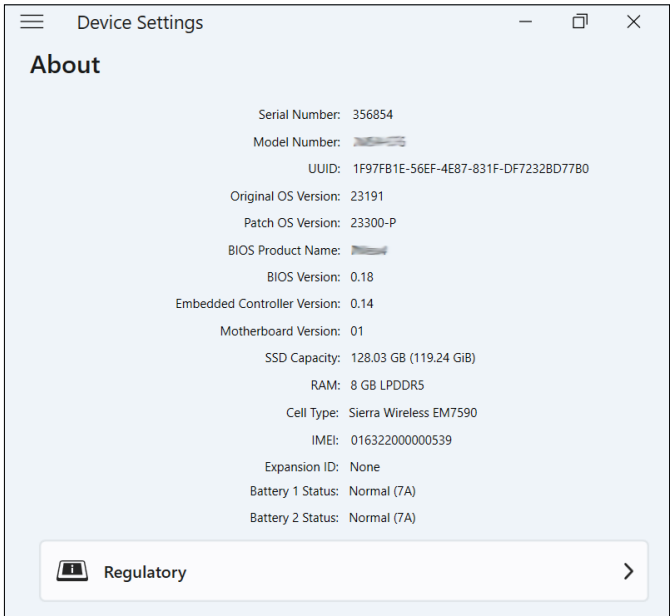 Device Settings
About
Serial Number: 356854
Model Number:
UUID: 1F97FB1E-56EF-4E87-831F-DF7232BD77B0
Original OS Version: 23191
Patch OS Version: 23300-P
BIOS Product Name:
BIOS Version: 0.18
Embedded Controller Version: 0.14
Motherboard Version: 01
SSD Capacity: 128.03 GB (119.24 GiB)
RAM: 8 GB LPDDR5
Cell Type: Sierra Wireless EM7590
IMEI: 016322000000539
Expansion ID: None
Battery 1 Status: Normal (7A)
Battery 2 Status: Normal (7A)
Regulatory